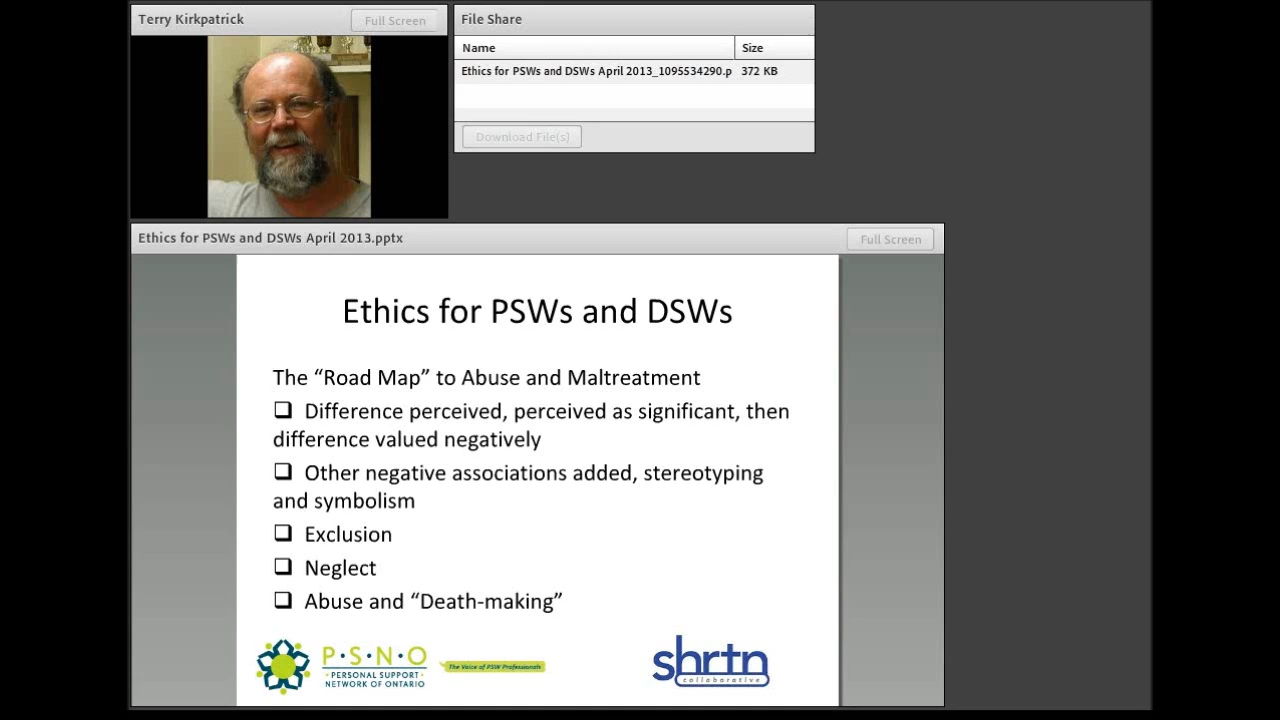 Terry Kirkpatrick
Full Screen
File Share
Name
Size
Ethics for PSWs and DSWs April 2013_1095534290.p 372 KB
Download File(s)
Ethics for PSWs and DSWs April 2013.pptx
Full Screen
Ethics for PSWs and DSWs
The “Road Map” to Abuse and Maltreatment
❑ Difference perceived, perceived as significant, then
difference valued negatively
❑ Other negative associations added, stereotyping
and symbolism
❑ Exclusion
❑ Neglect
❑ Abuse and “Death-making”
P·S·N·O
PERSONAL SUPPORT
NETWORK OF ONTARIO
The Voice of PSW Professionals
shrtn
collaborative